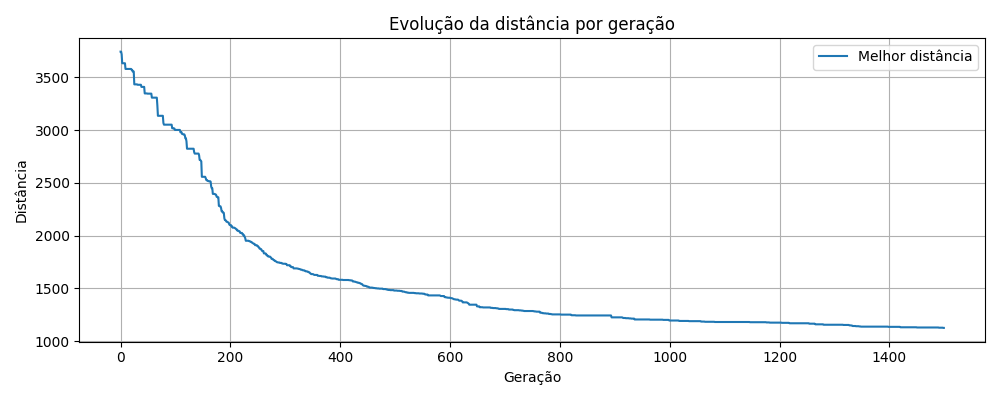 Evolução da distância por geração
Melhor distância
Distância
3500
3000
2500
2000
1500
1000
0 200 400 600 800 1000 1200 1400
Geração